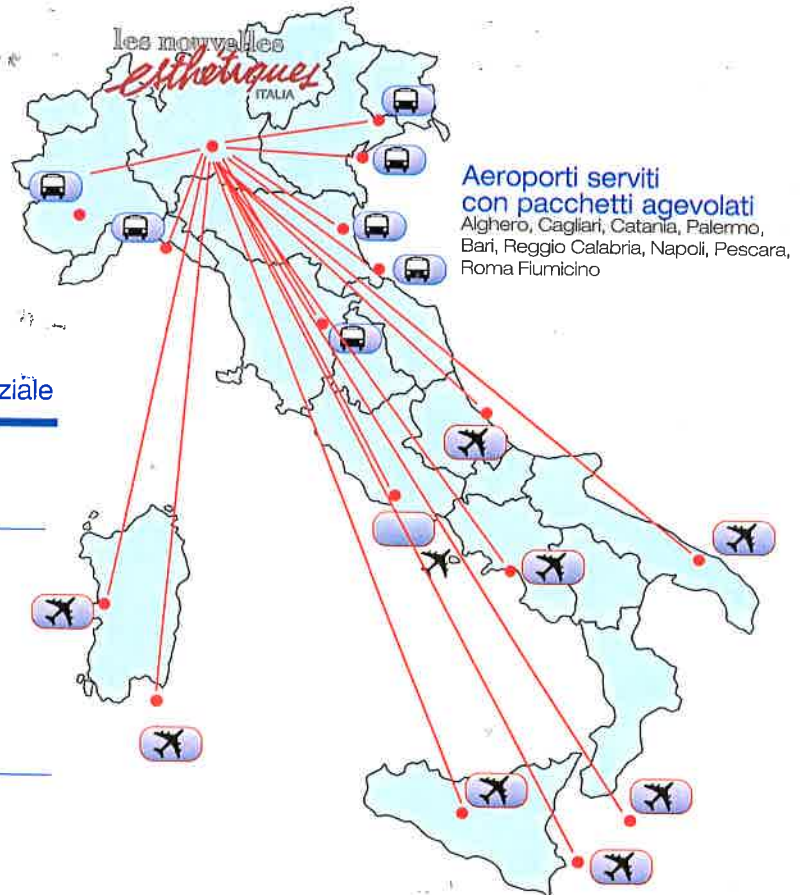 les nouvelles
esthétiques
ITALIA
Aeroporti serviti
con pacchetti agevolati
Alghero, Cagliari, Catania, Palermo,
Bari, Reggio Calabria, Napoli, Pescara,
Roma Fiumicino
ziale